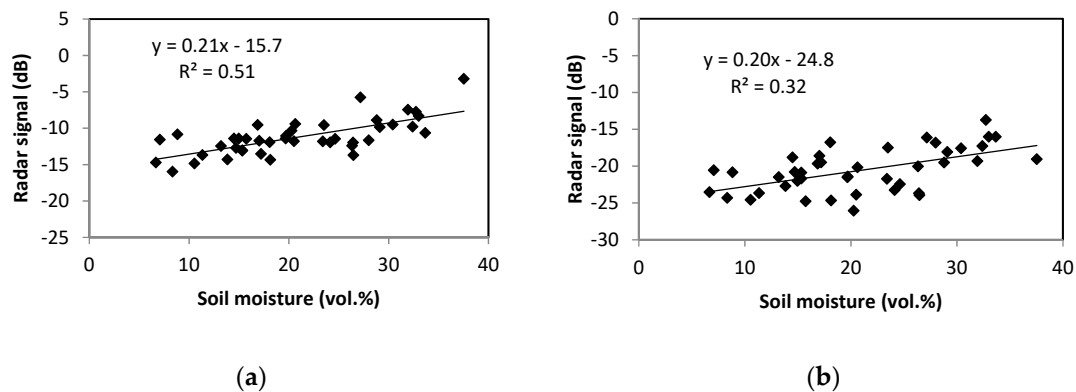 5
0
-5
-10
-15
-20
-25
Radar signal (dB)
y = 0.21x - 15.7
R² = 0.51
0 10 20 30 40
Soil moisture (vol.%)
(a)
0
-5
-10
-15
-20
-25
-30
Radar signal (dB)
y = 0.20x - 24.8
R² = 0.32
0 10 20 30 40
Soil moisture (vol.%)
(b)